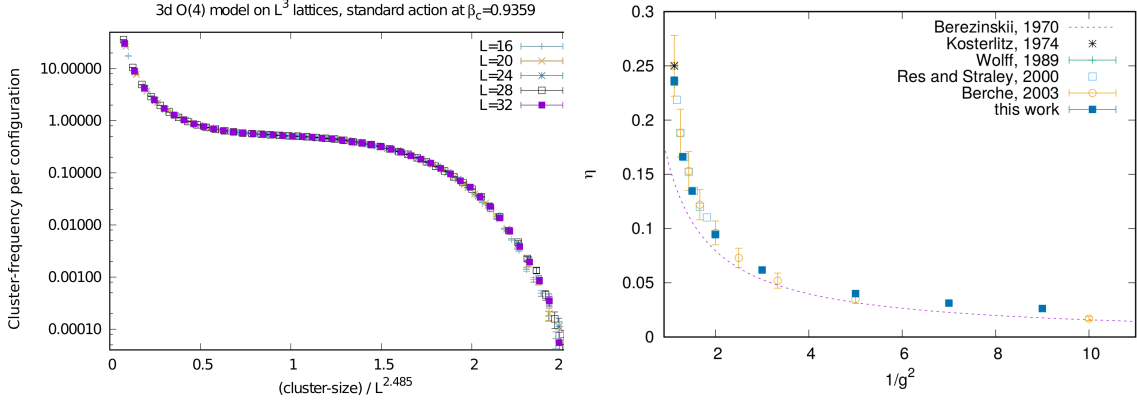 3d O(4) model on L³ lattices, standard action at β_c=0.9359
L=16
L=20
L=24
L=28
L=32
Cluster-frequency per configuration
10.00000
1.00000
0.10000
0.01000
0.00100
0.00010
0 0.5 1 1.5 2 2.5
(cluster-size) / L^2.485
Berezinskii, 1970
Kosterlitz, 1974
Wolff, 1989
Res and Straley, 2000
Berche, 2003
this work
η
0.3
0.25
0.2
0.15
0.1
0.05
0
2 4 6 8 10
1/g²